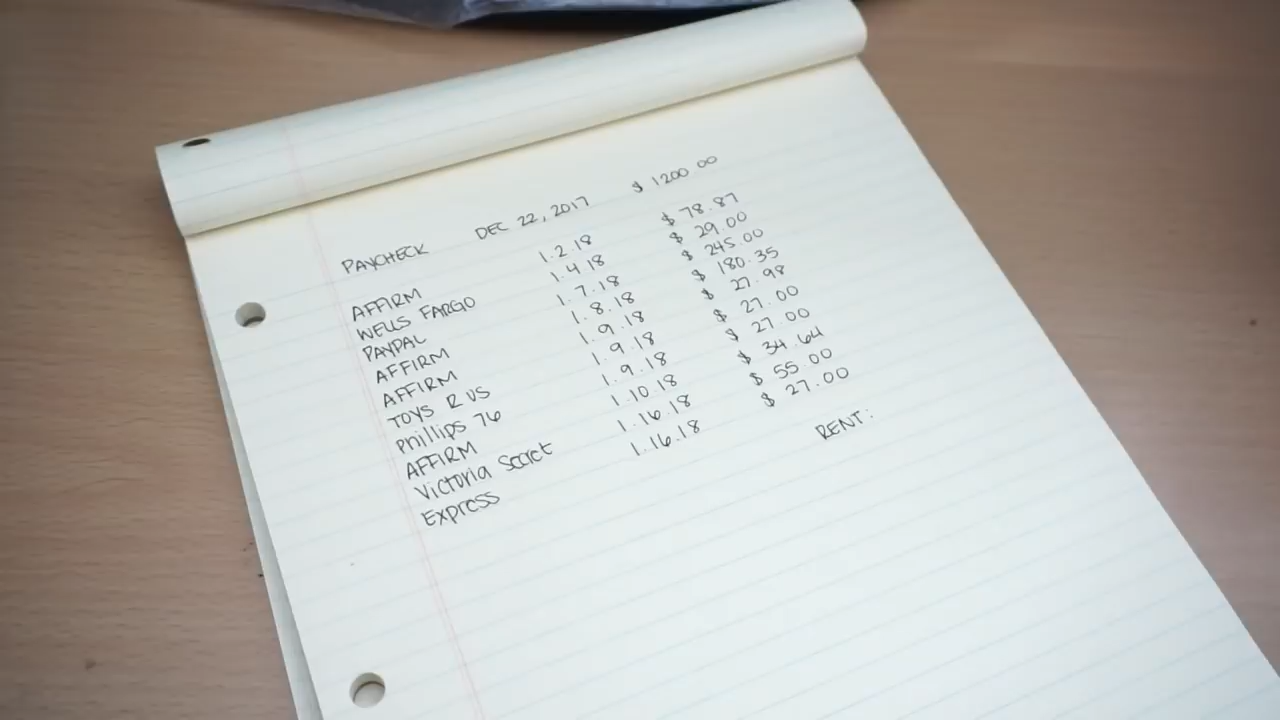 PAYCHECK DEC 22, 2017 $ 1200 00
AFFIRM 1.2.18 $ 78.87
WELLS FARGO 1.4.18 $ 29.00
PAYPAL 1.7.18 $ 245.00
AFFIRM 1.8.18 $ 180.35
AFFIRM 1.9.18 $ 27.98
TOYS R US 1.9.18 $ 27.00
Phillips 76 1.9.18 $ 27.00
AFFIRM 1.10.18 $ 34.64
Victoria Secret 1.16.18 $ 55.00
Express 1.16.18 $ 27.00
RENT: